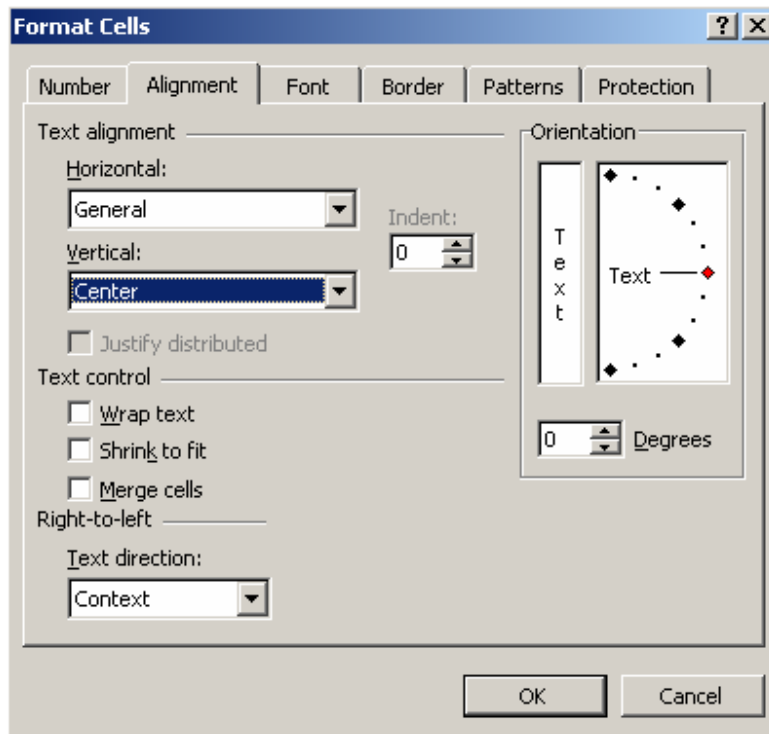 Format Cells
Number Alignment Font Border Patterns Protection
Text alignment
Horizontal:
General
Indent:
0
Vertical:
Center
Justify distributed
Text control
Wrap text
Shrink to fit
Merge cells
Right-to-left
Text direction:
Context
Orientation
T
e
x
t
Text
0 Degrees
OK Cancel